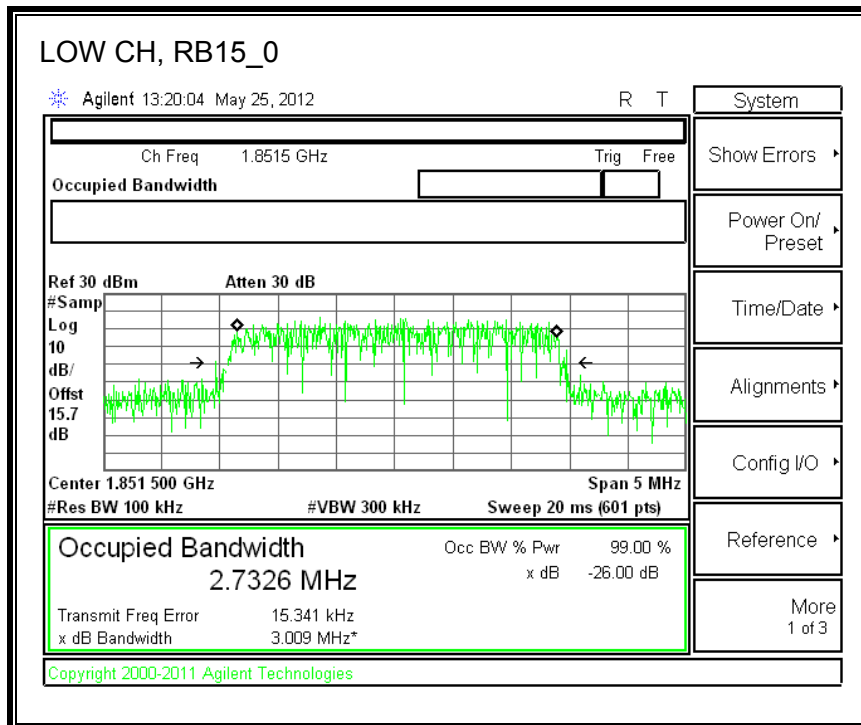 LOW CH, RB15_0
Agilent 13:20:04 May 25, 2012 R T
System
Ch Freq 1.8515 GHz Trig Free
Occupied Bandwidth
Show Errors
Power On/
Preset
Time/Date
Alignments
Config I/O
Reference
More
1 of 3
Ref 30 dBm Atten 30 dB
#Samp
Log
10
dB/
Offst
15.7
dB
Center 1.851 500 GHz Span 5 MHz
#Res BW 100 kHz #VBW 300 kHz Sweep 20 ms (601 pts)
Occupied Bandwidth Occ BW % Pwr 99.00 %
2.7326 MHz x dB -26.00 dB
Transmit Freq Error 15.341 kHz
x dB Bandwidth 3.009 MHz*
Copyright 2000-2011 Agilent Technologies